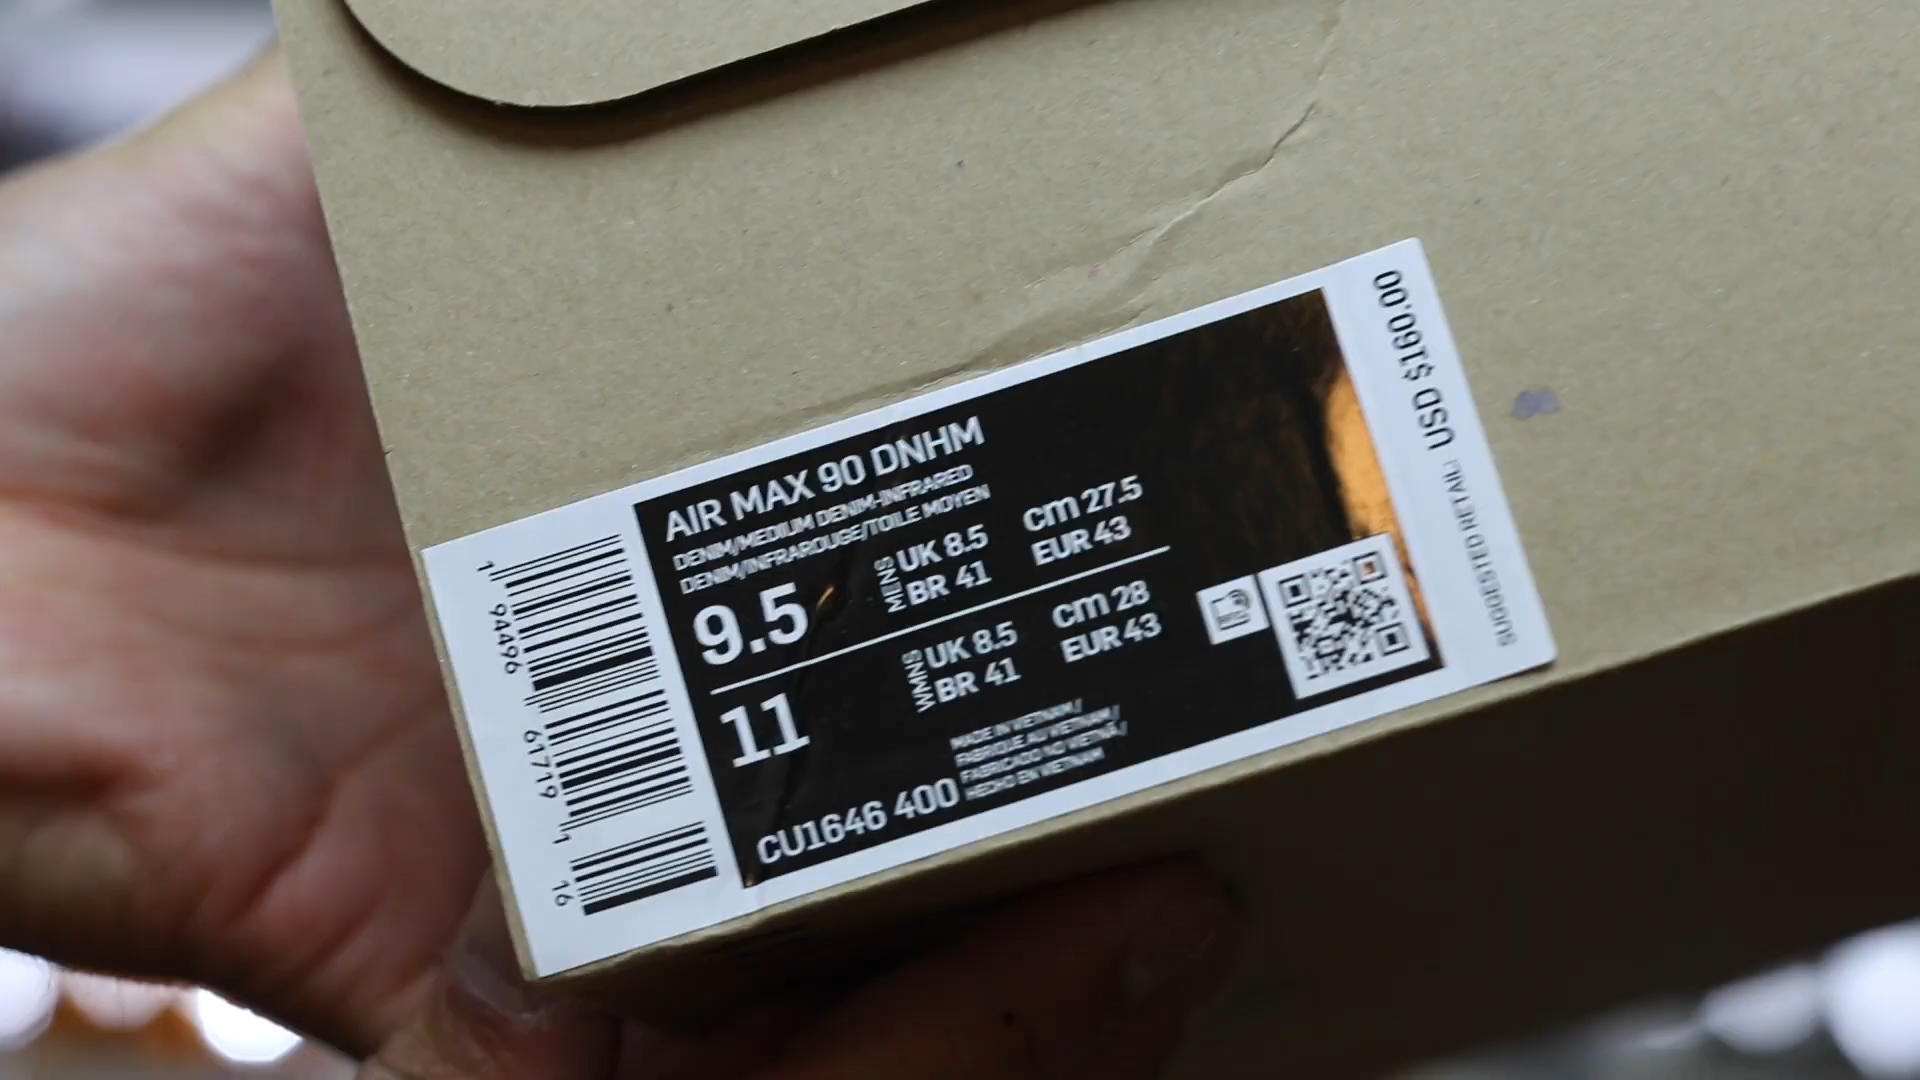 AIR MAX 90 DNHM
DENIM/MEDIUM DENIM-INFRARED
DENIM/INFRAROUGE/TOILE MOYEN
9.5
MENS
UK 8.5
BR 41
cm 27.5
EUR 43
11
WMNS
UK 8.5
BR 41
cm 28
EUR 43
CU1646 400
MADE IN VIETNAM /
FABRIQUE AU VIETNAM /
FABRICADO NO VIETNÃ /
HECHO EN VIETNAM
1 94496 61719 1 16
SUGGESTED RETAIL: USD $160.00